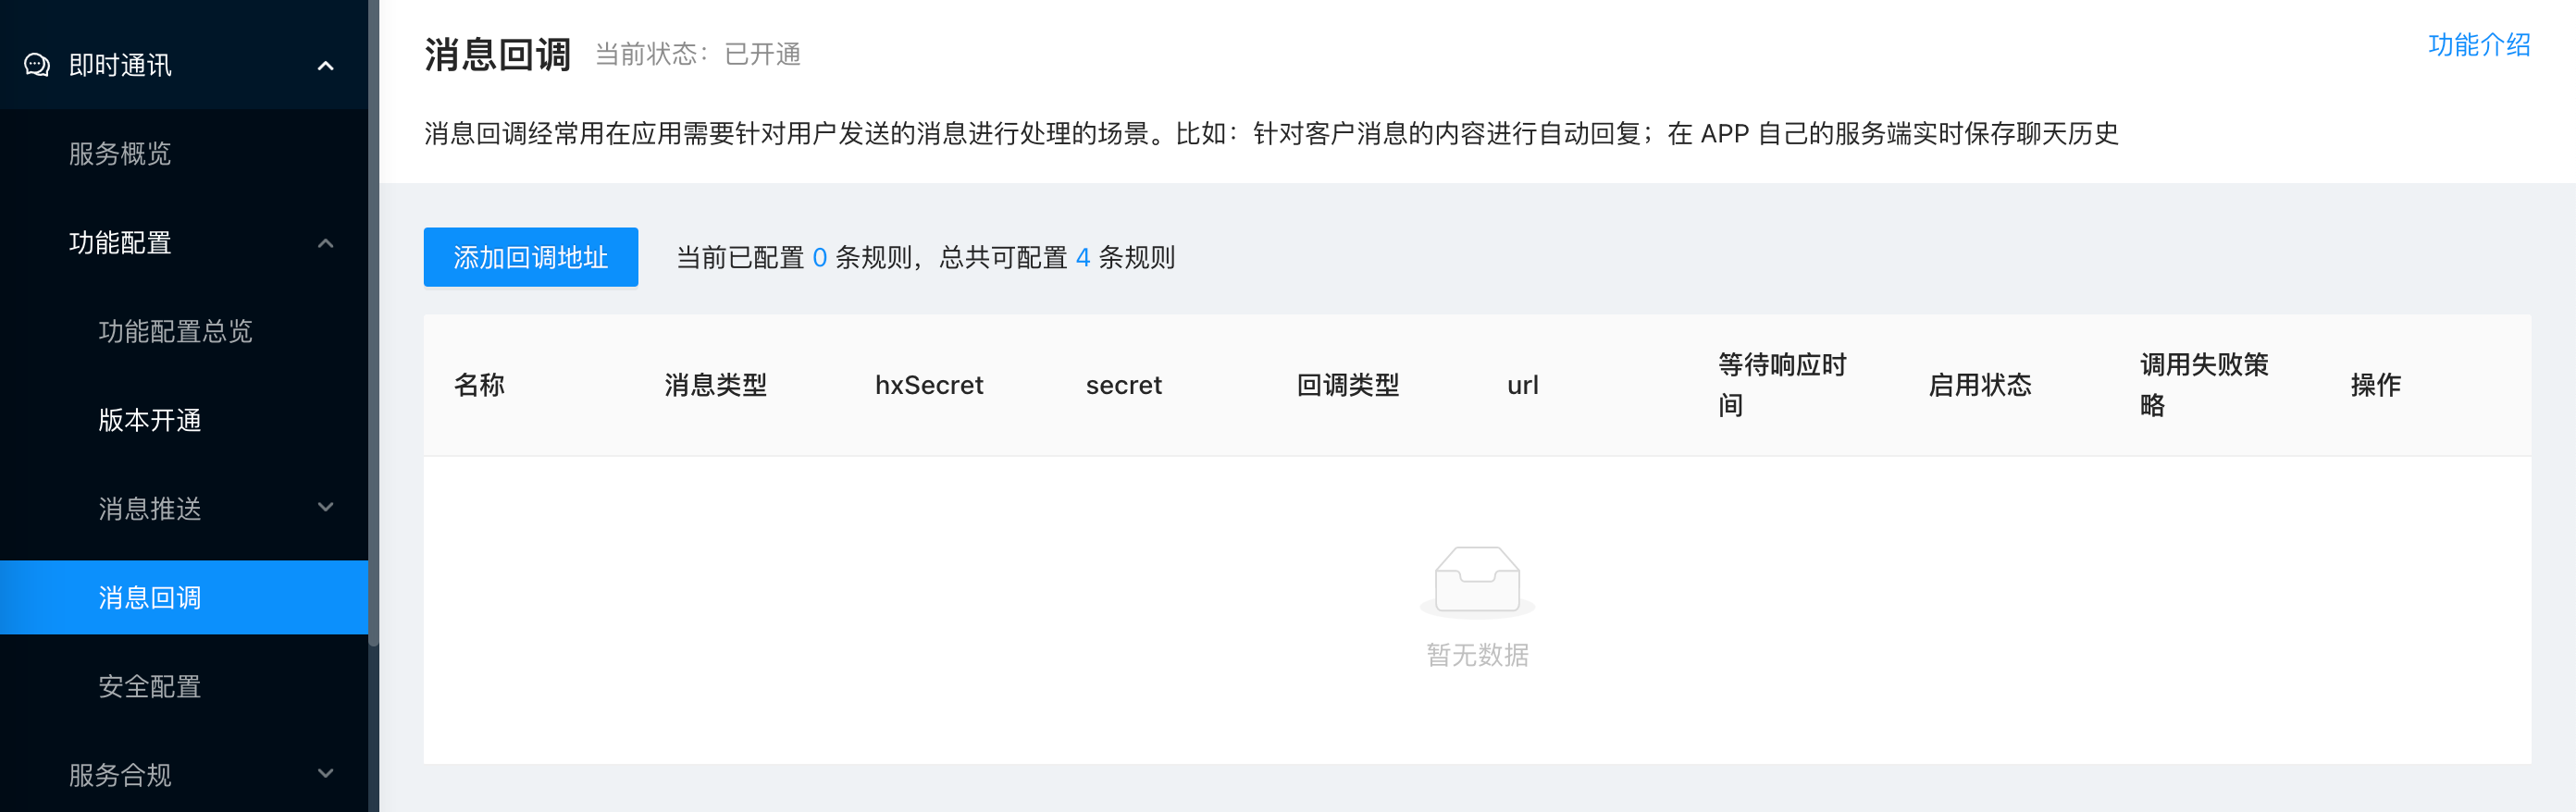 即时通讯
服务概览
功能配置
功能配置总览
版本开通
消息推送
消息回调
安全配置
服务合规
消息回调 当前状态：已开通
功能介绍
消息回调经常用在应用需要针对用户发送的消息进行处理的场景。比如：针对客户消息的内容进行自动回复；在 APP 自己的服务端实时保存聊天历史
添加回调地址 当前已配置 0 条规则，总共可配置 4 条规则
名称 消息类型 hxSecret secret 回调类型 url 等待响应时间 启用状态 调用失败策略 操作
暂无数据